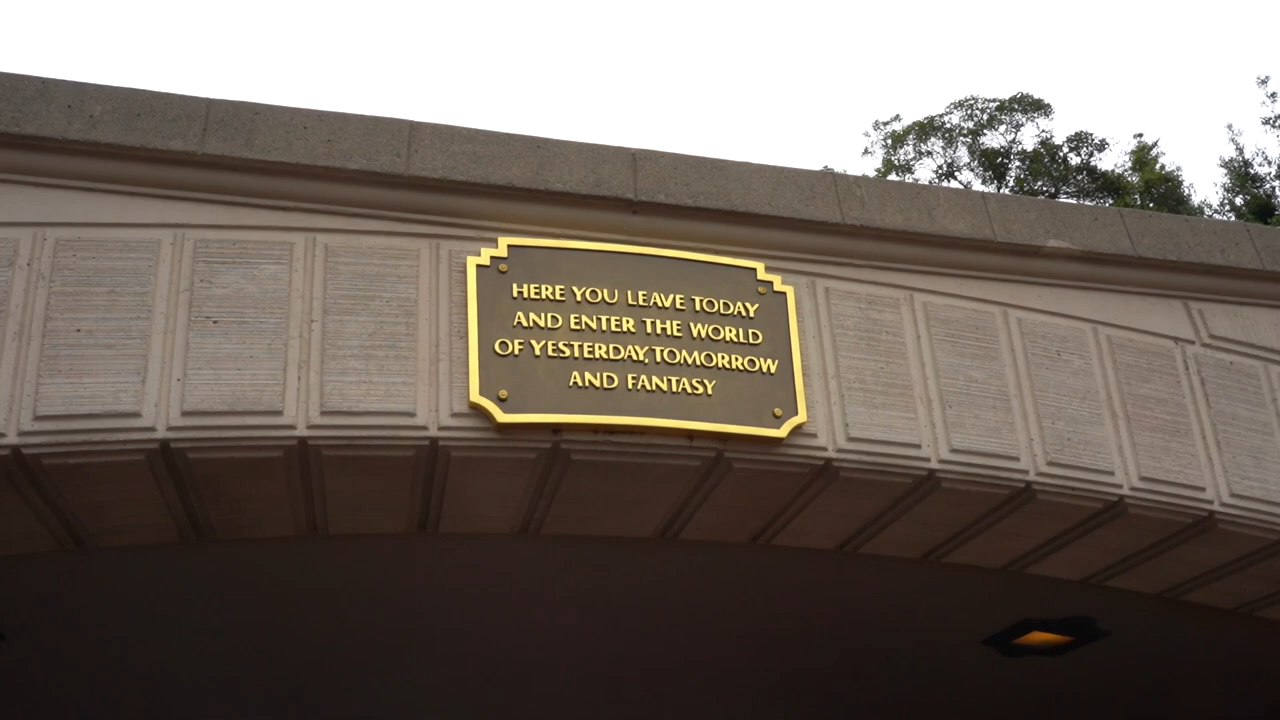 HERE YOU LEAVE TODAY
AND ENTER THE WORLD
OF YESTERDAY, TOMORROW
AND FANTASY